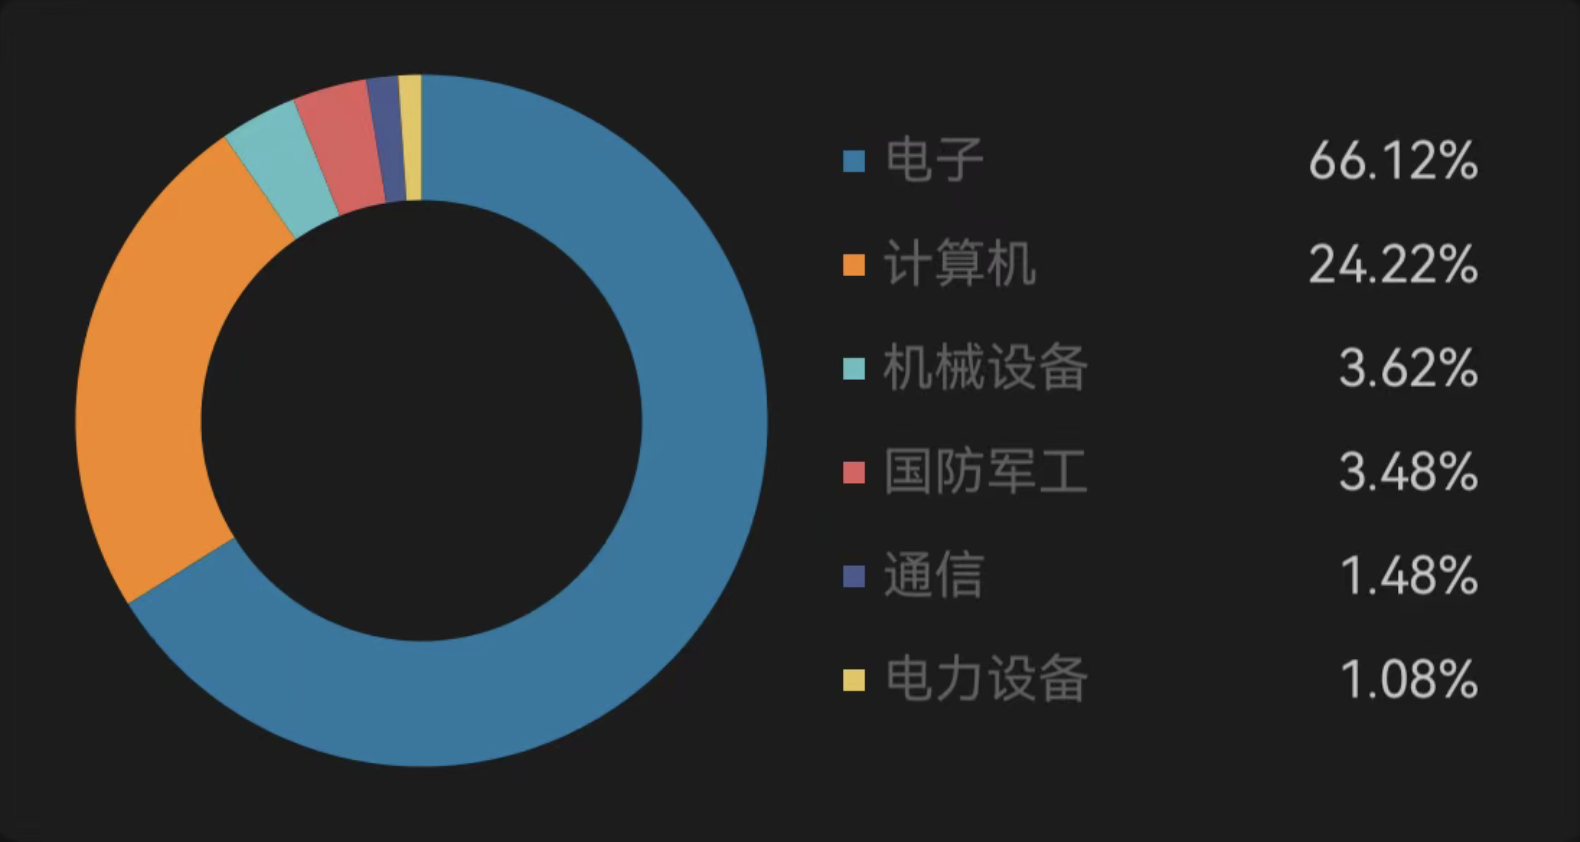 电子 66.12%
计算机 24.22%
机械设备 3.62%
国防军工 3.48%
通信 1.48%
电力设备 1.08%